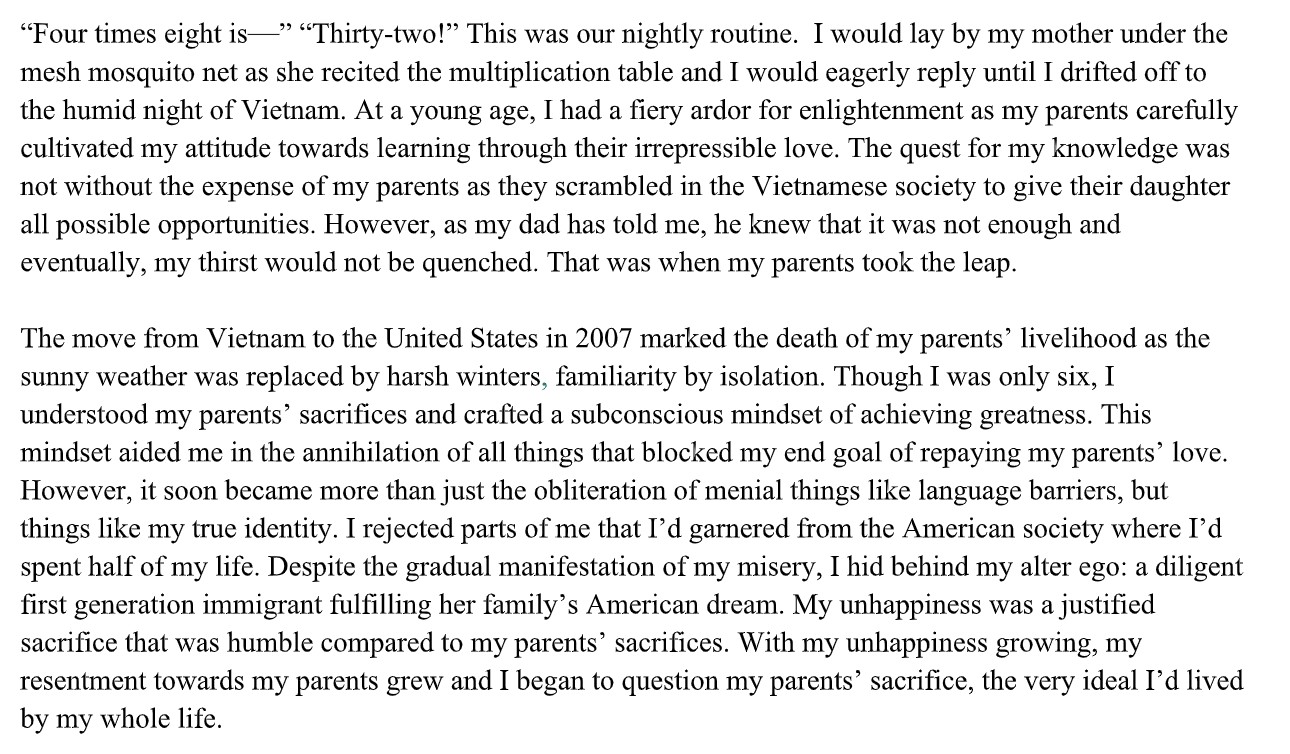 “Four times eight is—” “Thirty-two!” This was our nightly routine.  I would lay by my mother under the
mesh mosquito net as she recited the multiplication table and I would eagerly reply until I drifted off to
the humid night of Vietnam. At a young age, I had a fiery ardor for enlightenment as my parents carefully
cultivated my attitude towards learning through their irrepressible love. The quest for my knowledge was
not without the expense of my parents as they scrambled in the Vietnamese society to give their daughter
all possible opportunities. However, as my dad has told me, he knew that it was not enough and
eventually, my thirst would not be quenched. That was when my parents took the leap.

The move from Vietnam to the United States in 2007 marked the death of my parents’ livelihood as the
sunny weather was replaced by harsh winters, familiarity by isolation. Though I was only six, I
understood my parents’ sacrifices and crafted a subconscious mindset of achieving greatness. This
mindset aided me in the annihilation of all things that blocked my end goal of repaying my parents’ love.
However, it soon became more than just the obliteration of menial things like language barriers, but
things like my true identity. I rejected parts of me that I’d garnered from the American society where I’d
spent half of my life. Despite the gradual manifestation of my misery, I hid behind my alter ego: a diligent
first generation immigrant fulfilling her family’s American dream. My unhappiness was a justified
sacrifice that was humble compared to my parents’ sacrifices. With my unhappiness growing, my
resentment towards my parents grew and I began to question my parents’ sacrifice, the very ideal I’d lived
by my whole life.